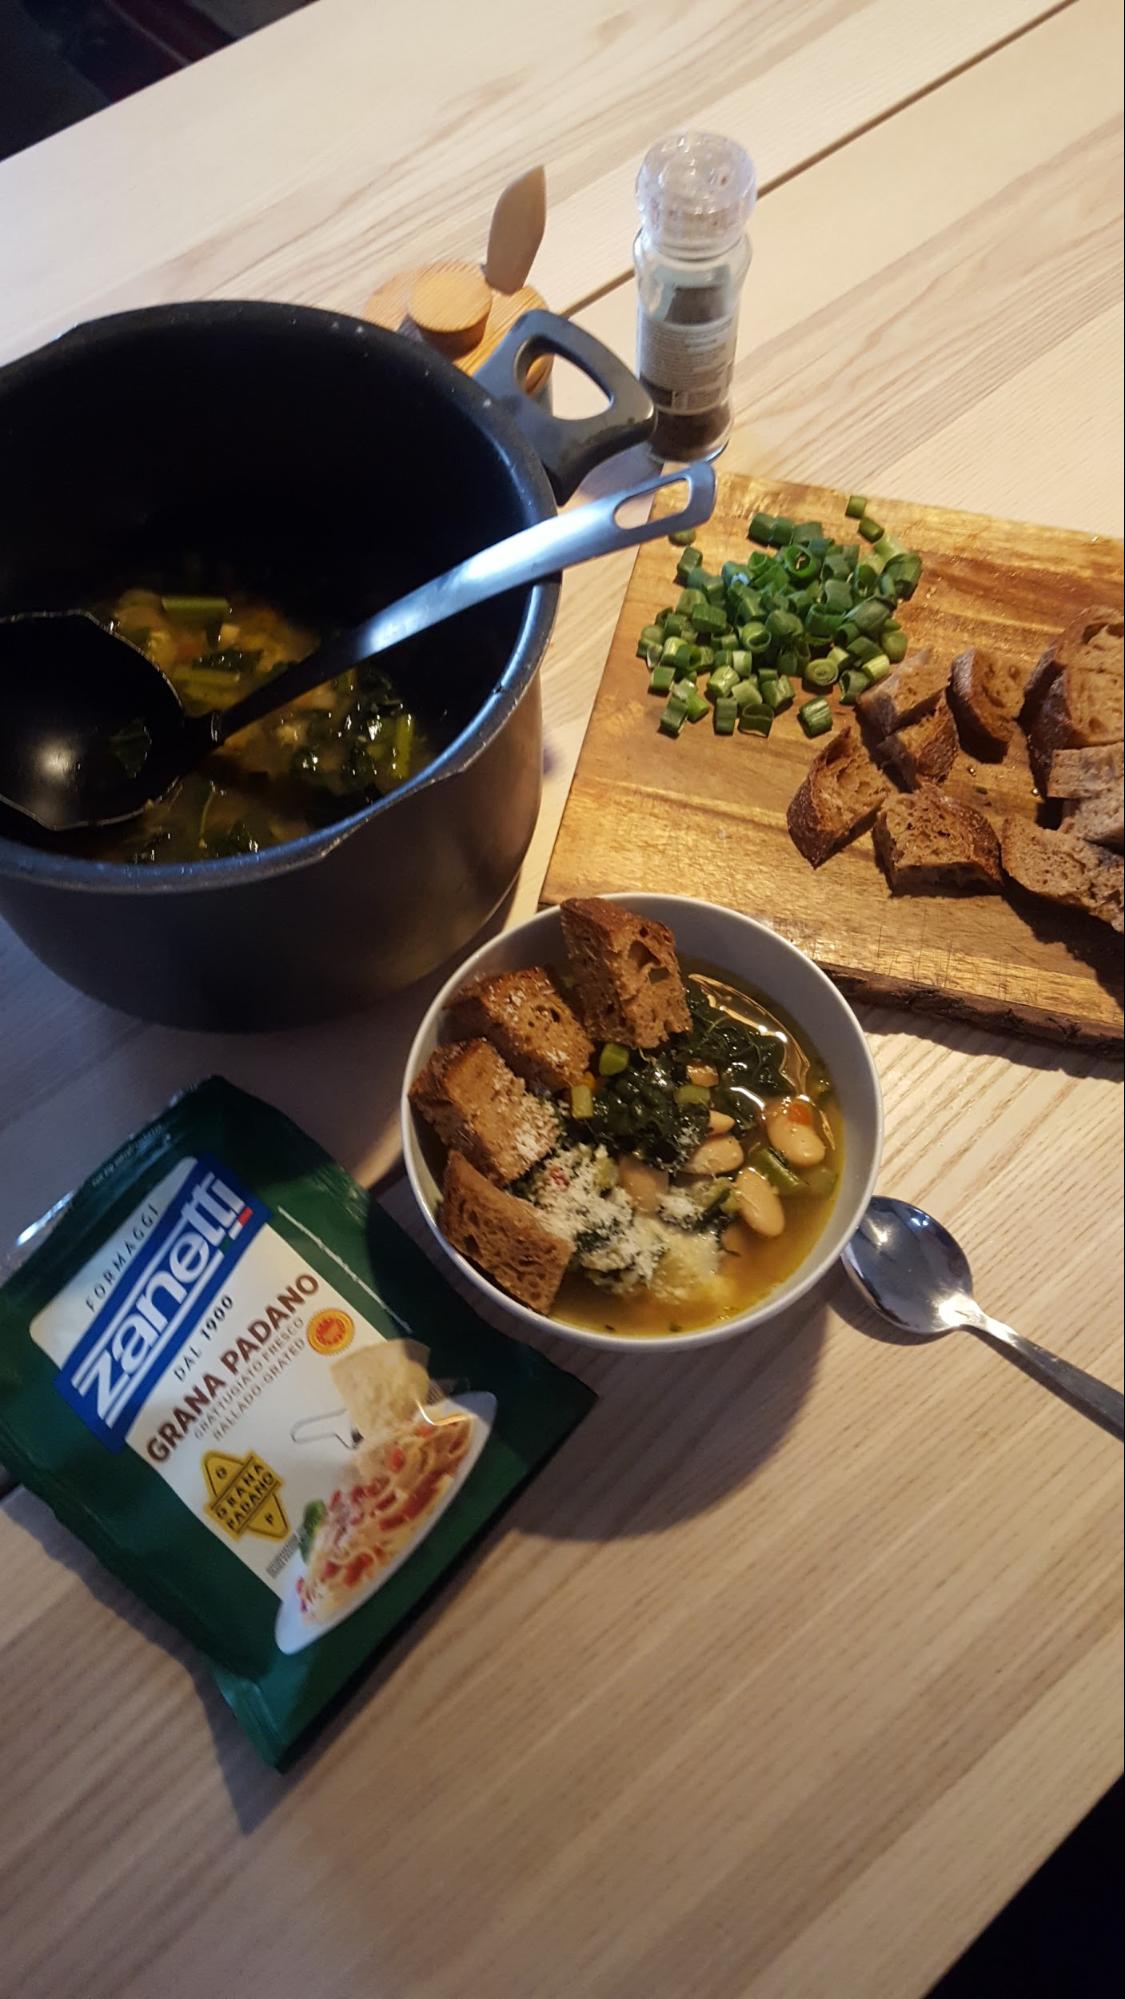 FORMAGGI
zanetti
DAL 1900
GRANA PADANO
GRATTUGIATO FRESCO
RALLADO-GRATED
GRANA
PADANO